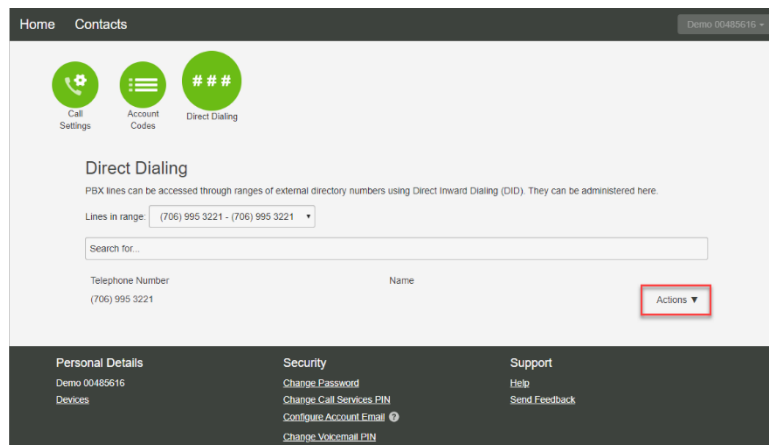 Home Contacts Demo 00485616
###
Call Settings
Account Codes
Direct Dialing
Direct Dialing
PBX lines can be accessed through ranges of external directory numbers using Direct Inward Dialing (DID). They can be administered here.
Lines in range: (706) 995 3221 - (706) 995 3221
Search for...
Telephone Number Name
(706) 995 3221 Actions ▼
Personal Details Security Support
Demo 00485616 Change Password Help
Devices Change Call Services PIN Send Feedback
Configure Account Email ?
Change Voicemail PIN